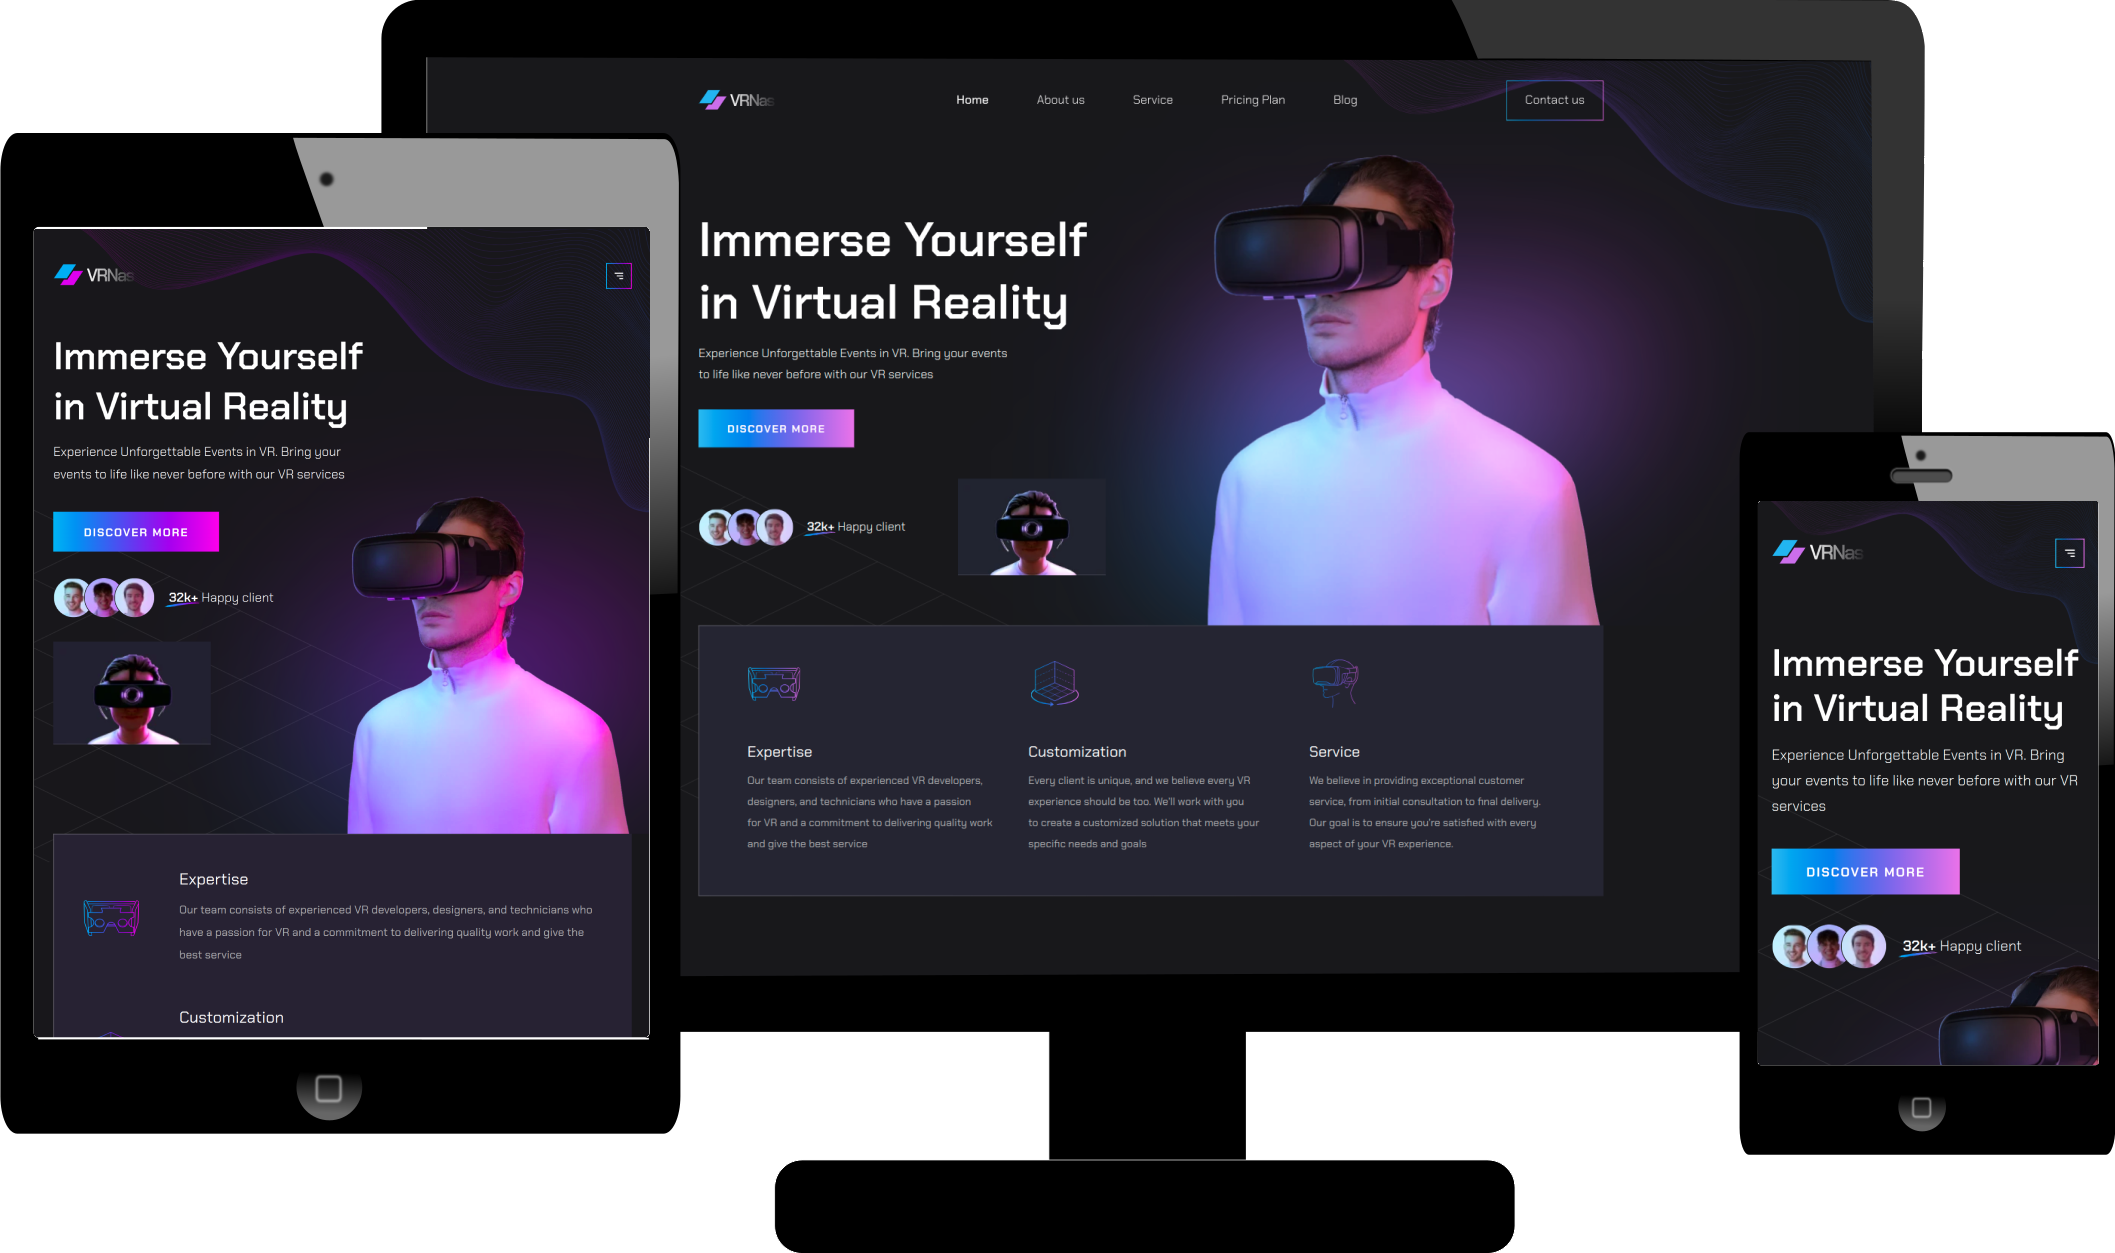 VRNas
Home
About us
Service
Pricing Plan
Blog
Contact us
Immerse Yourself
in Virtual Reality
Experience Unforgettable Events in VR. Bring your events
to life like never before with our VR services
DISCOVER MORE
32k+ Happy client
Expertise
Our team consists of experienced VR developers,
designers, and technicians who have a passion
for VR and a commitment to delivering quality work
and give the best service
Customization
Every client is unique, and we believe every VR
experience should be too. We'll work with you
to create a customized solution that meets your
specific needs and goals
Service
We believe in providing exceptional customer
service, from initial consultation to final delivery.
Our goal is to ensure you're satisfied with every
aspect of your VR experience.
VRNas
Immerse Yourself
in Virtual Reality
Experience Unforgettable Events in VR. Bring your
events to life like never before with our VR services
DISCOVER MORE
32k+ Happy client
Expertise
Our team consists of experienced VR developers, designers, and technicians who
have a passion for VR and a commitment to delivering quality work and give the
best service
Customization
VRNas
Immerse Yourself
in Virtual Reality
Experience Unforgettable Events in VR. Bring
your events to life like never before with our VR
services
DISCOVER MORE
32k+ Happy client